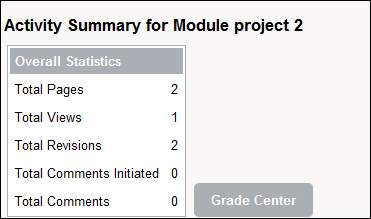 Activity Summary for Module project 2
Overall Statistics
Total Pages 2
Total Views 1
Total Revisions 2
Total Comments Initiated 0
Total Comments 0
Grade Center